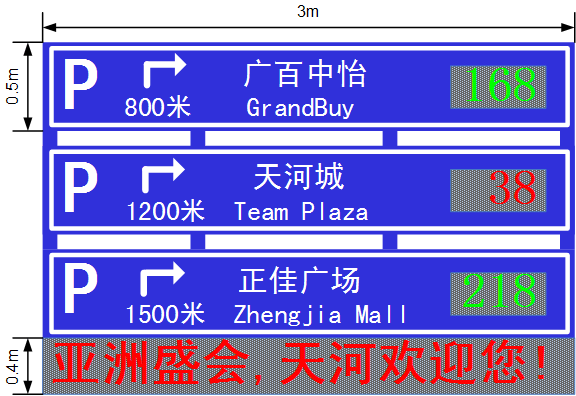 3m
0.5m
P 800米 广百中怡 GrandBuy 168
P 1200米 天河城 Team Plaza 38
P 1500米 正佳广场 Zhengjia Mall 218
0.4m
亚洲盛会,天河欢迎您!